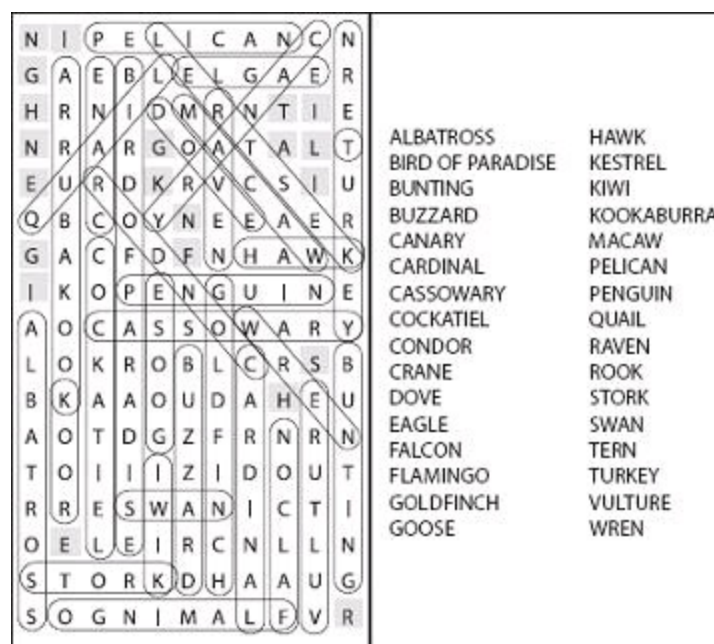 N I P E L I C A N C N
G A E B L E L G A E R
H R N I D M R N T I E
N R A R G O A T A L T
E U R D K R V C S I U
Q B C O Y N E E A E R
G A C F D F N H A W K
I K O P E N G U I N E
A O C A S S O W A R Y
L O K R O B L C R S B
B K A A O U D A H E U
A O T D G Z F R N R N
T O I I I Z I D O U T
R R E S W A N I C T I
O E L E I R C N L L N
S T O R K D H A A U G
S O G N I M A L F V R
ALBATROSS
BIRD OF PARADISE
BUNTING
BUZZARD
CANARY
CARDINAL
CASSOWARY
COCKATIEL
CONDOR
CRANE
DOVE
EAGLE
FALCON
FLAMINGO
GOLDFINCH
GOOSE
HAWK
KESTREL
KIWI
KOOKABURRA
MACAW
PELICAN
PENGUIN
QUAIL
RAVEN
ROOK
STORK
SWAN
TERN
TURKEY
VULTURE
WREN